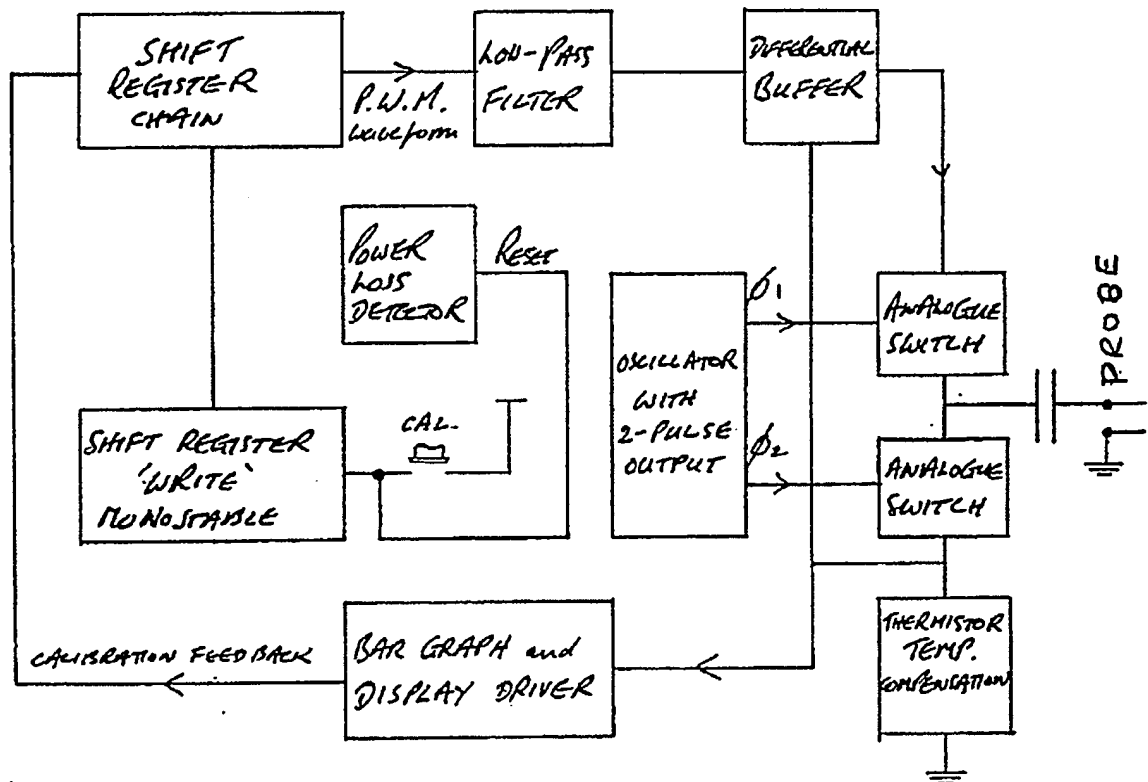 SHIFT
REGISTER
CHAIN
P.W.M.
waveform
LOW-PASS
FILTER
DIFFERENTIAL
BUFFER
POWER
LOSS
DETECTOR
RESET
OSCILLATOR
WITH
2-PULSE
OUTPUT
ϕ1
ϕ2
ANALOGUE
SWITCH
PROBE
ANALOGUE
SWITCH
SHIFT REGISTER
'WRITE'
MONOSTABLE
CAL.
THERMISTOR
TEMP.
COMPENSATION
CALIBRATION FEEDBACK
BAR GRAPH and
DISPLAY DRIVER